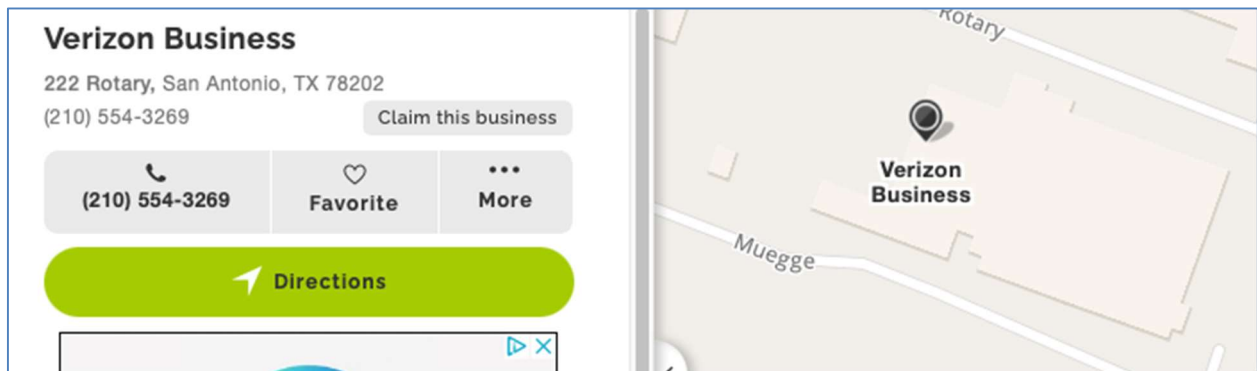 Verizon Business
222 Rotary, San Antonio, TX 78202
(210) 554-3269
Claim this business
(210) 554-3269
Favorite
More
Directions
Rotary
Verizon
Business
Muegge